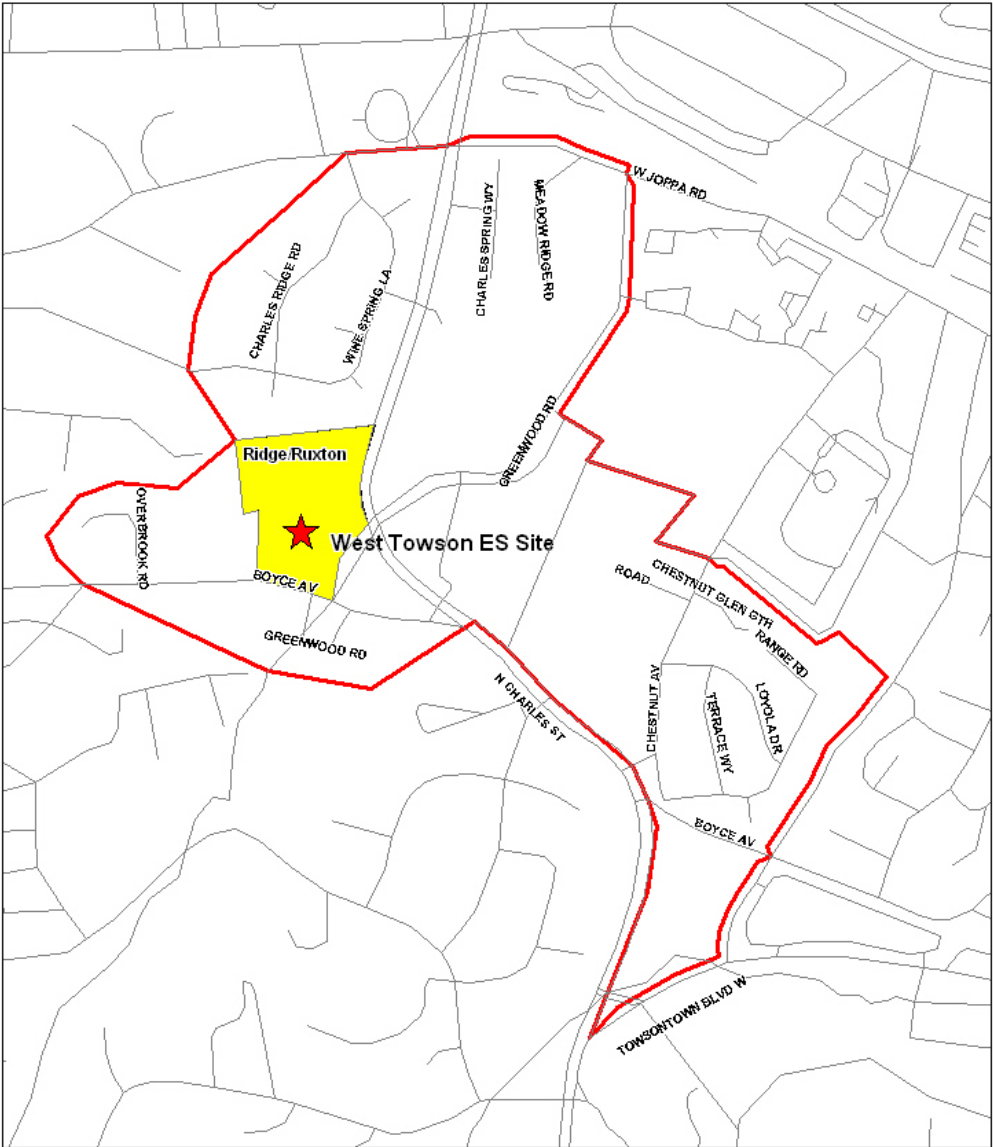 W JOPPA RD
CHARLES SPRING WY
MEADOW RIDGE RD
CHARLES RIDGE RD
WINE SPRING LA
GREENWOOD RD
Ridge/Ruxton
OVERBROOK RD
West Towson ES Site
BOYCE AV
CHESTNUT GLEN GTH
ROAD
GREENWOOD RD
RANGE RD
N CHARLES ST
CHESTNUT AV
TERRACE WY
LOYOLA DR
BOYCE AV
TOWSONTOWN BLVD W